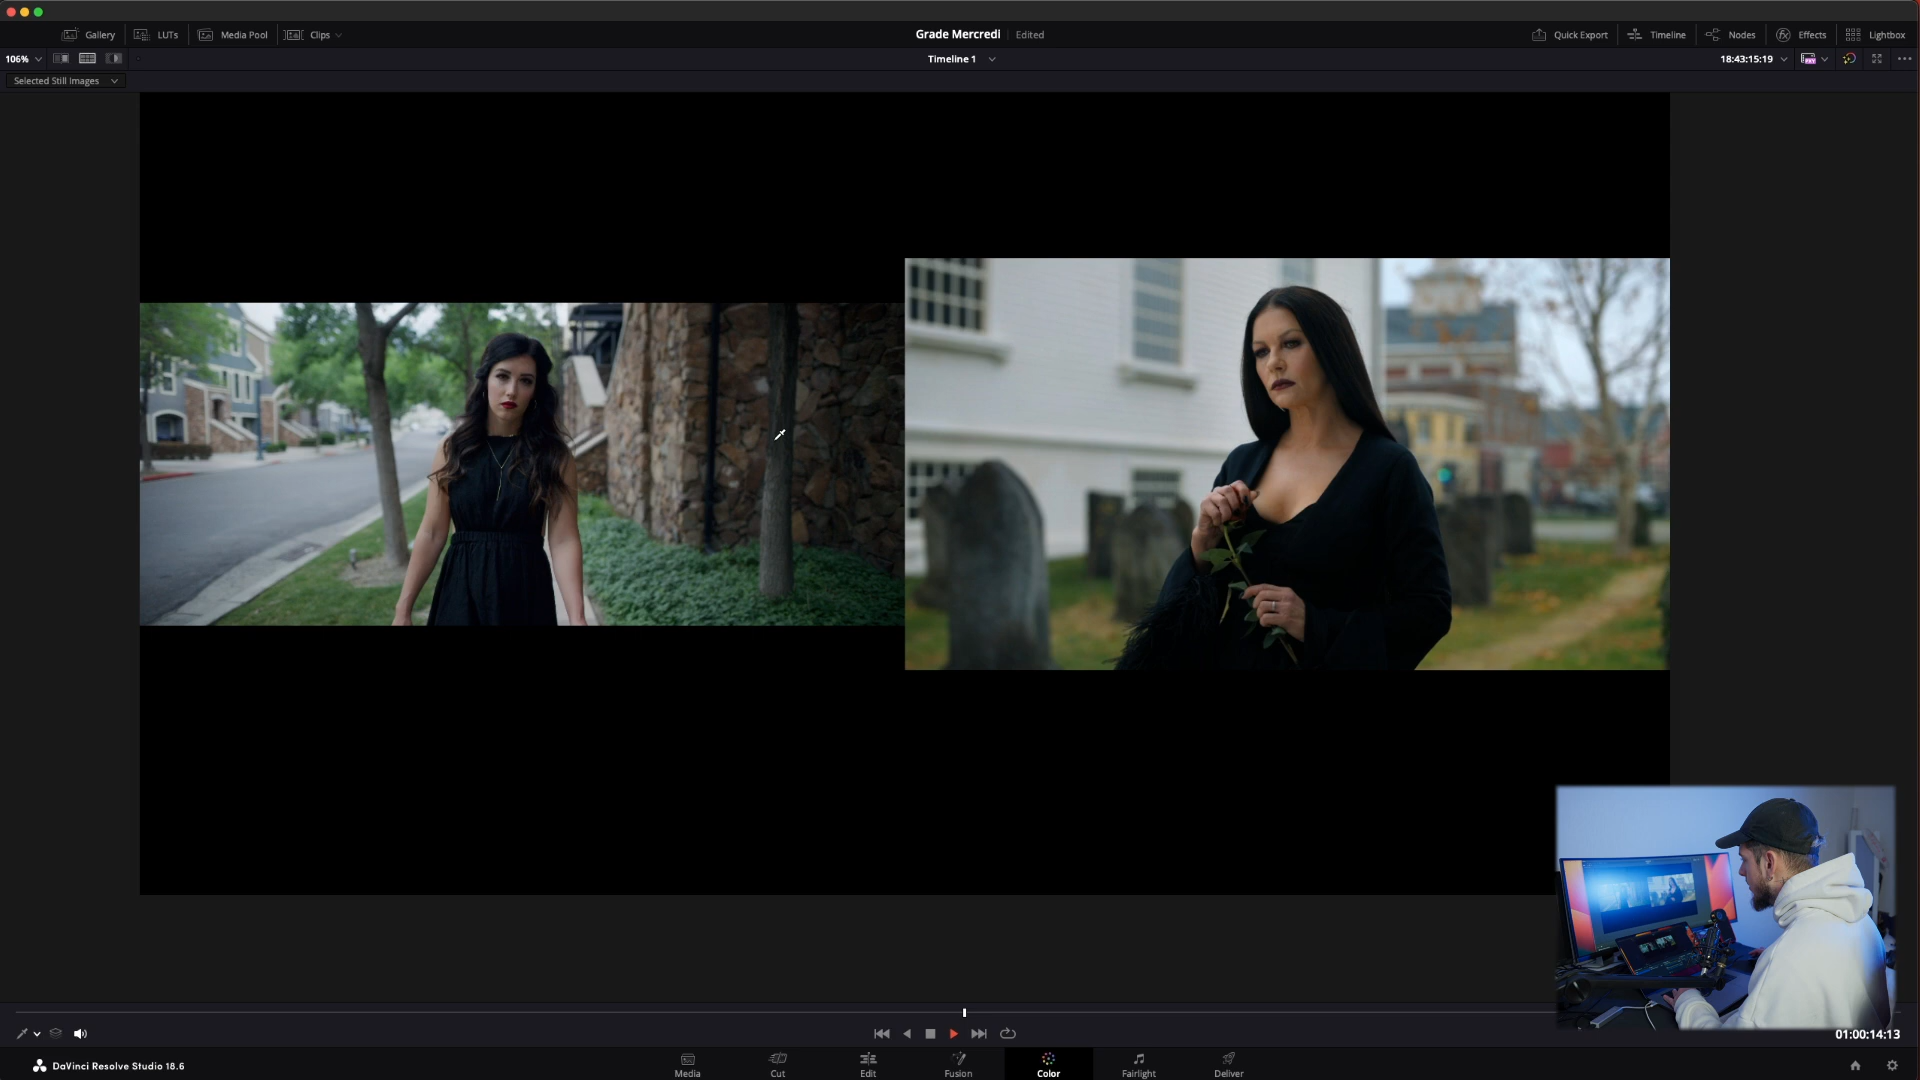 Gallery
LUTs
Media Pool
Clips
Grade Mercredi
Edited
Quick Export
Timeline
Nodes
Effects
Lightbox
106%
Timeline 1
18:43:15:19
Selected Still Images
01:00:14:13
DaVinci Resolve Studio 18.6
Media
Cut
Edit
Fusion
Color
Fairlight
Deliver